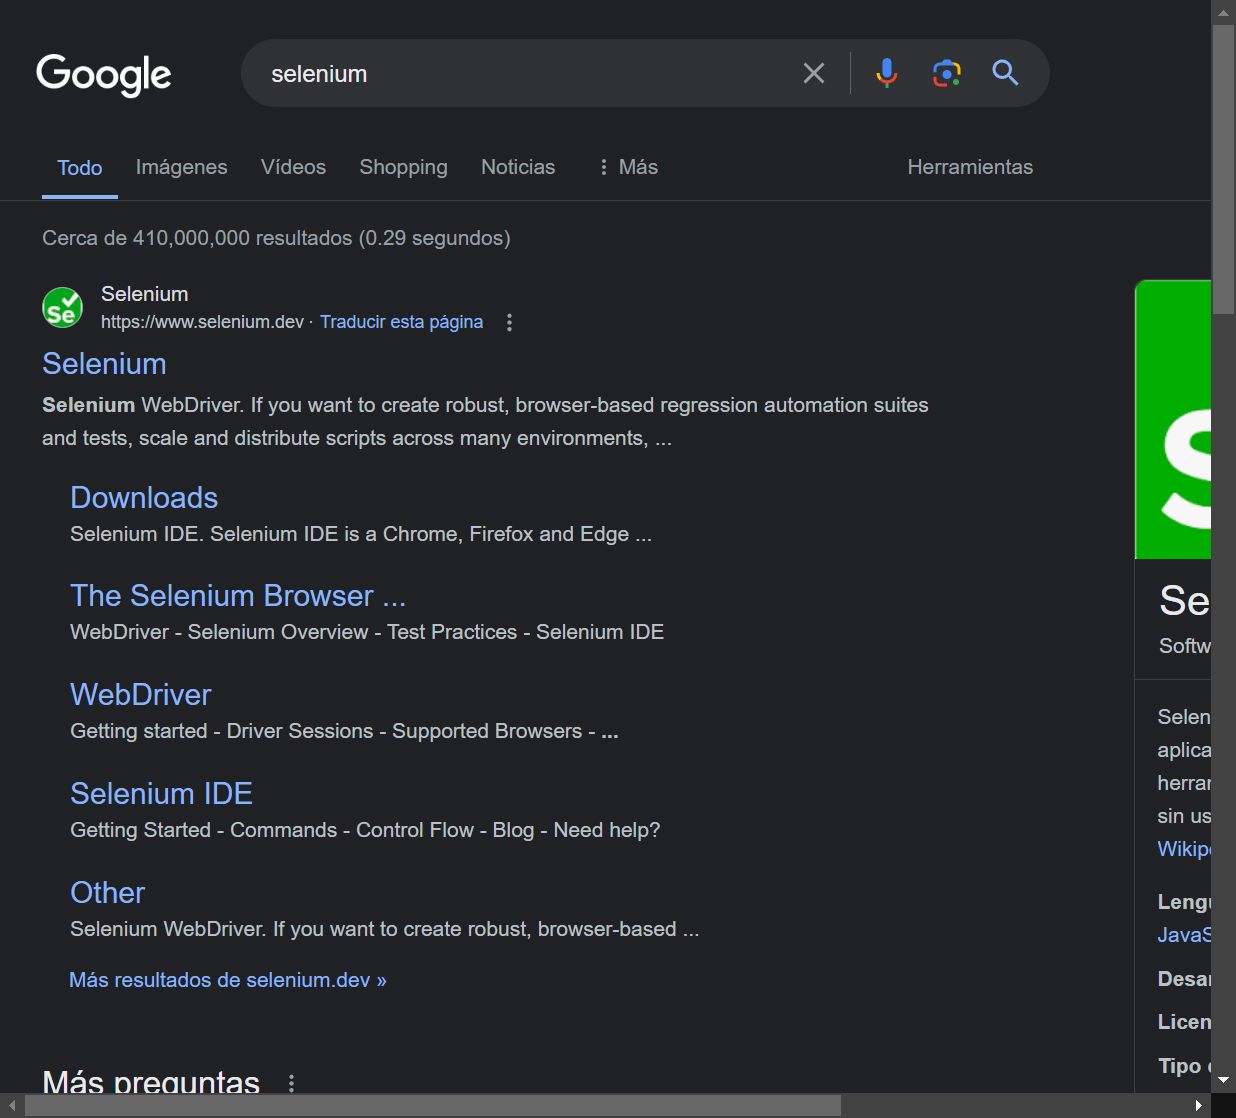 Google
selenium
Todo Imágenes Vídeos Shopping Noticias Más Herramientas
Cerca de 410,000,000 resultados (0.29 segundos)
Se
Selenium
https://www.selenium.dev · Traducir esta página
Selenium
Selenium WebDriver. If you want to create robust, browser-based regression automation suites
and tests, scale and distribute scripts across many environments, ...
Downloads
Selenium IDE. Selenium IDE is a Chrome, Firefox and Edge ...
The Selenium Browser ...
WebDriver - Selenium Overview - Test Practices - Selenium IDE
WebDriver
Getting started - Driver Sessions - Supported Browsers - ...
Selenium IDE
Getting Started - Commands - Control Flow - Blog - Need help?
Other
Selenium WebDriver. If you want to create robust, browser-based ...
Más resultados de selenium.dev »
Más preguntas
S
Se
Softw
Selen
aplica
herrar
sin us
Wikip
Lengu
JavaS
Desar
Licen
Tipo